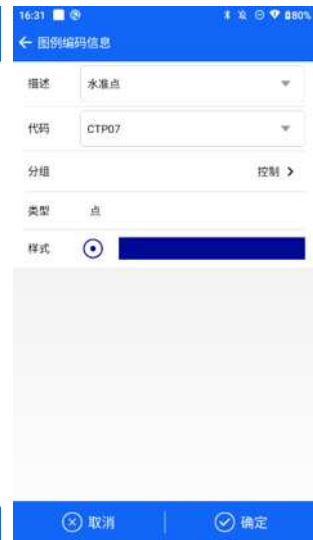 16:31 80%
图例编码信息
描述 水准点
代码 CTP07
分组 控制
类型 点
样式
取消 确定